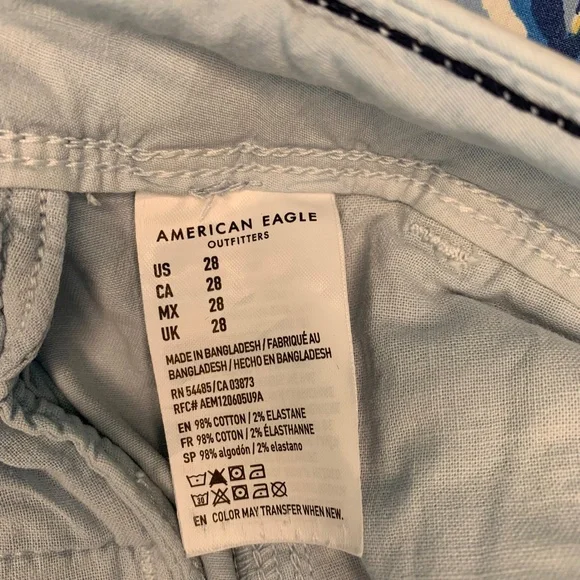 AMERICAN EAGLE
OUTFITTERS
US 28
CA 28
MX 28
UK 28
MADE IN BANGLADESH / FABRIQUÉ AU
BANGLADESH / HECHO EN BANGLADESH
RN 54485/CA 03873
RFC# AEM120605U9A
EN 98% COTTON / 2% ELASTANE
FR 98% COTON / 2% ÉLASTHANNE
SP 98% algodón / 2% elastano
30
EN COLOR MAY TRANSFER WHEN NEW.